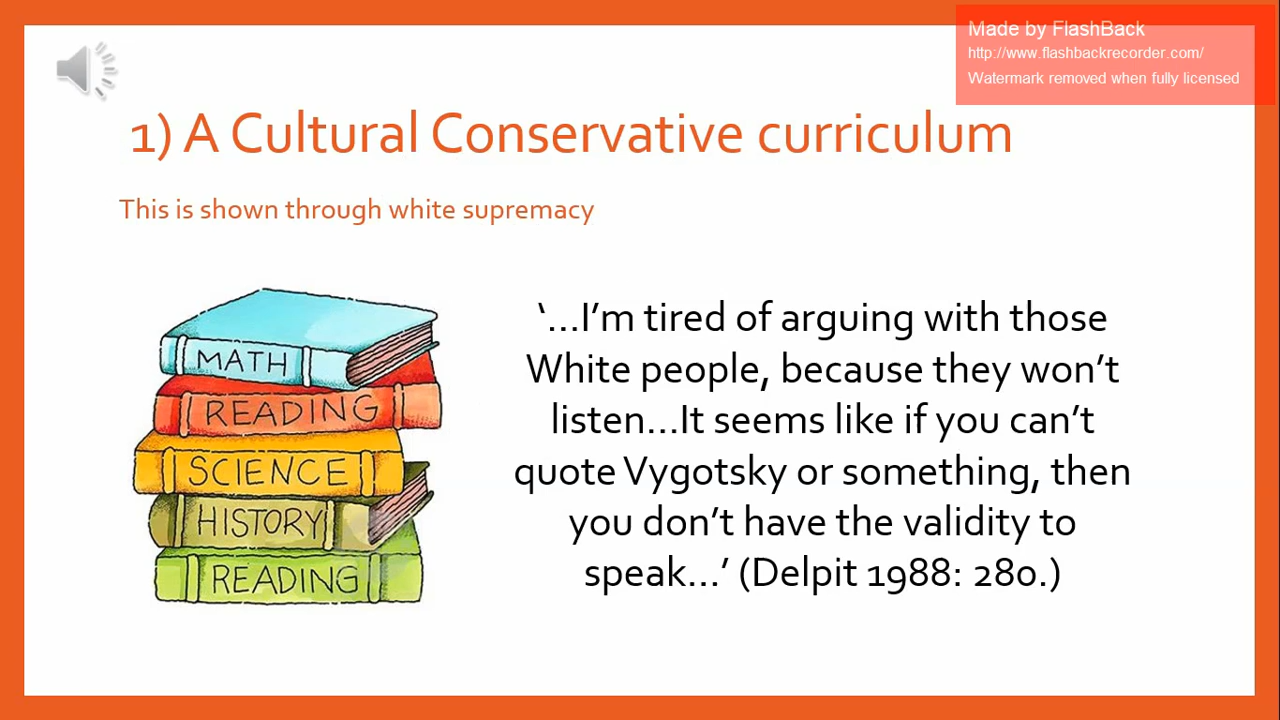 Made by FlashBack
http://www.flashbackrecorder.com/
Watermark removed when fully licensed
1) A Cultural Conservative curriculum
This is shown through white supremacy
MATH
READING
SCIENCE
HISTORY
READING
‘...I’m tired of arguing with those
White people, because they won’t
listen...It seems like if you can’t
quote Vygotsky or something, then
you don’t have the validity to
speak...’ (Delpit 1988: 280.)